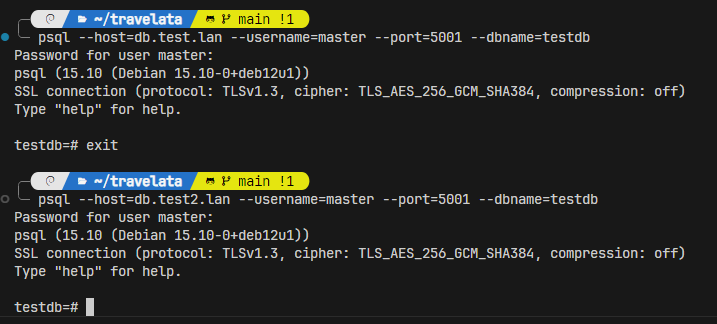 ~/travelata main !1
psql --host=db.test.lan --username=master --port=5001 --dbname=testdb
Password for user master:
psql (15.10 (Debian 15.10-0+deb12u1))
SSL connection (protocol: TLSv1.3, cipher: TLS_AES_256_GCM_SHA384, compression: off)
Type "help" for help.
testdb=# exit
~/travelata main !1
psql --host=db.test2.lan --username=master --port=5001 --dbname=testdb
Password for user master:
psql (15.10 (Debian 15.10-0+deb12u1))
SSL connection (protocol: TLSv1.3, cipher: TLS_AES_256_GCM_SHA384, compression: off)
Type "help" for help.
testdb=#